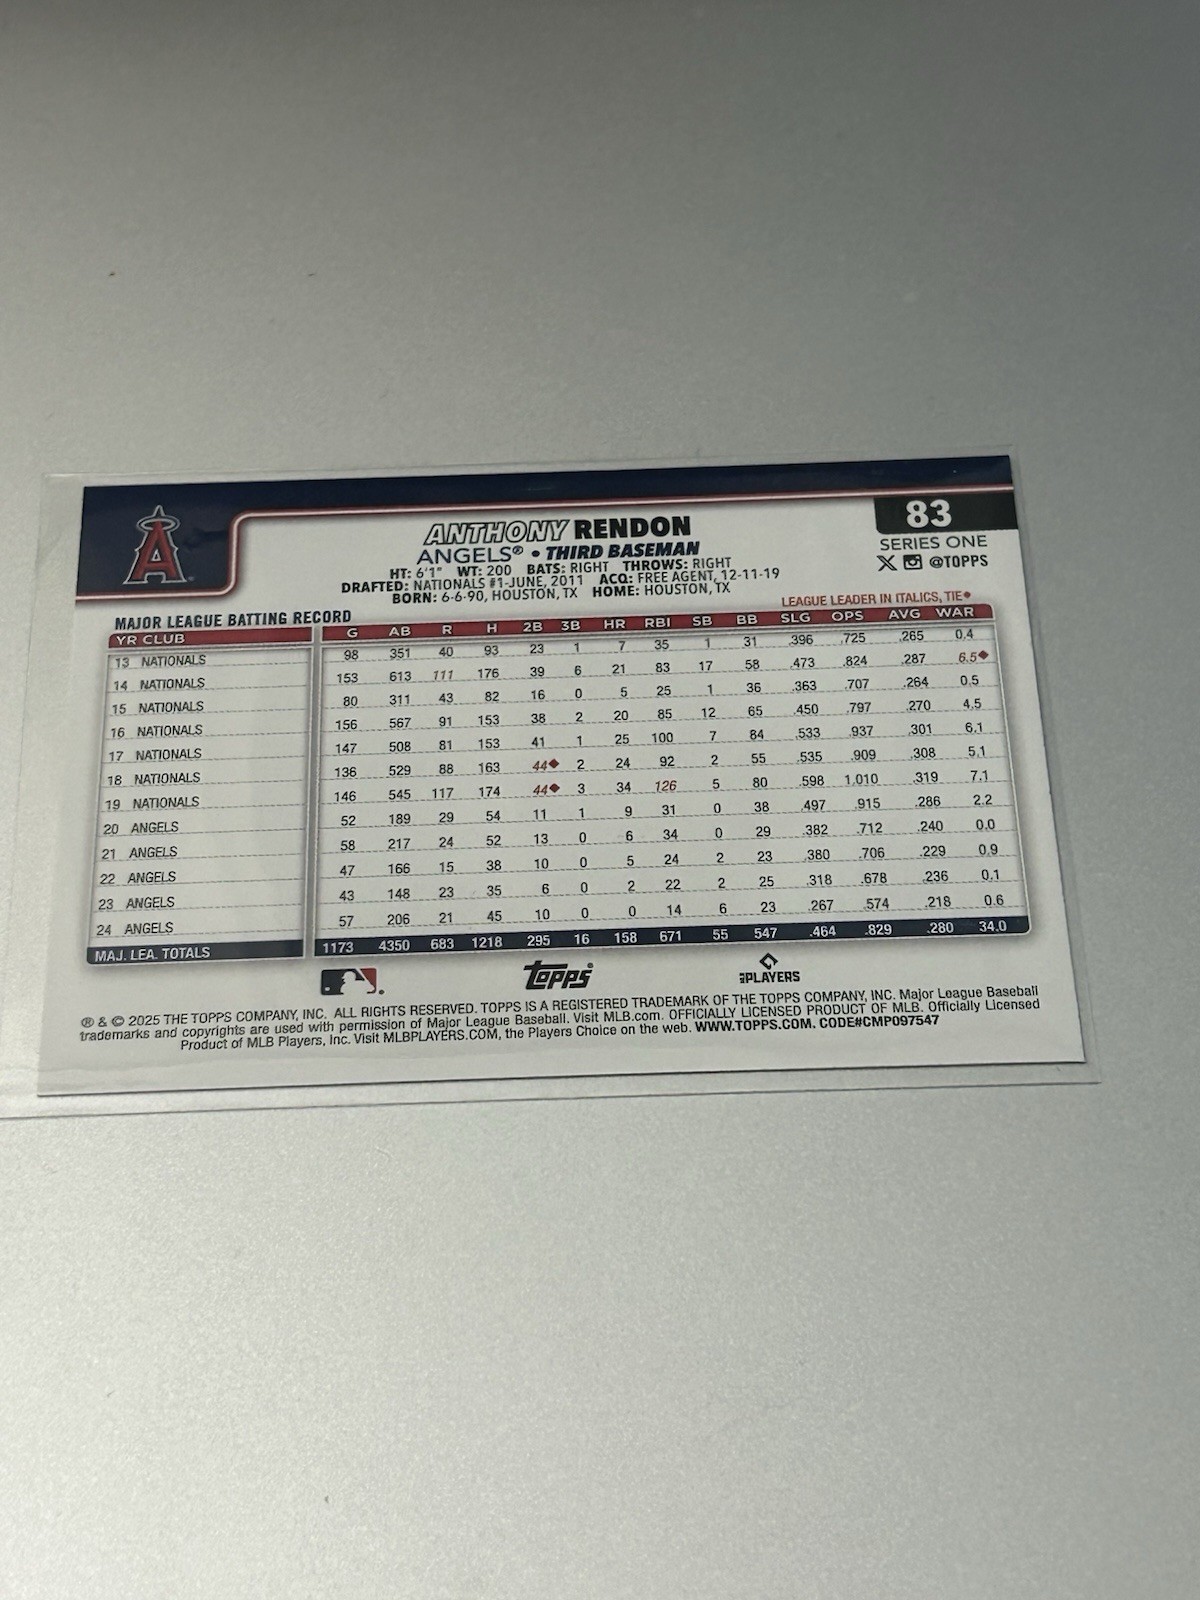 83
SERIES ONE
X @TOPPS
A
ANTHONY RENDON
ANGELS® • THIRD BASEMAN
HT: 6'1" WT: 200 BATS: RIGHT THROWS: RIGHT
DRAFTED: NATIONALS #1-JUNE, 2011 ACQ: FREE AGENT, 12-11-19
BORN: 6-6-90, HOUSTON, TX HOME: HOUSTON, TX
MAJOR LEAGUE BATTING RECORD LEAGUE LEADER IN ITALICS, TIE♦
YR CLUB G AB R H 2B 3B HR RBI SB BB SLG OPS AVG WAR
13 NATIONALS 98 351 40 93 23 1 7 35 1 31 .396 .725 .265 0.4
14 NATIONALS 153 613 111 176 39 6 21 83 17 58 .473 .824 .287 6.5♦
15 NATIONALS 80 311 43 82 16 0 5 25 1 36 .363 .707 .264 0.5
16 NATIONALS 156 567 91 153 38 2 20 85 12 65 .450 .797 .270 4.5
17 NATIONALS 147 508 81 153 41 1 25 100 7 84 .533 .937 .301 6.1
18 NATIONALS 136 529 88 163 44♦ 2 24 92 2 55 .535 .909 .308 5.1
19 NATIONALS 146 545 117 174 44♦ 3 34 126 5 80 .598 1.010 .319 7.1
20 ANGELS 52 189 29 54 11 1 9 31 0 38 .497 .915 .286 2.2
21 ANGELS 58 217 24 52 13 0 6 34 0 29 .382 .712 .240 0.0
22 ANGELS 47 166 15 38 10 0 5 24 2 23 .380 .706 .229 0.9
23 ANGELS 43 148 23 35 6 0 2 22 2 25 .318 .678 .236 0.1
24 ANGELS 57 206 21 45 10 0 0 14 6 23 .267 .574 .218 0.6
MAJ. LEA. TOTALS 1173 4350 683 1218 295 16 158 671 55 547 .464 .829 .280 34.0
Topps® MLBPLAYERS
® & © 2025 THE TOPPS COMPANY, INC. ALL RIGHTS RESERVED. TOPPS IS A REGISTERED TRADEMARK OF THE TOPPS COMPANY, INC. Major League Baseball
trademarks and copyrights are used with permission of Major League Baseball. Visit MLB.com. OFFICIALLY LICENSED PRODUCT OF MLB. Officially Licensed
Product of MLB Players, Inc. Visit MLBPLAYERS.COM, the Players Choice on the web. WWW.TOPPS.COM. CODE#CMP097547